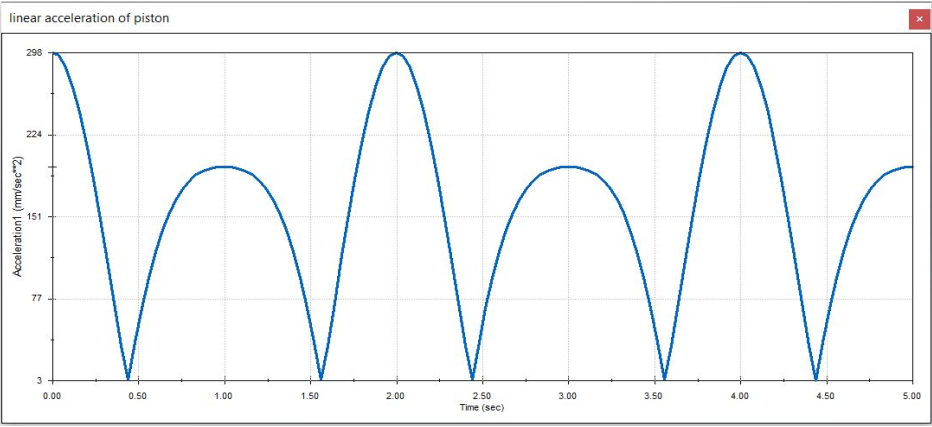 linear acceleration of piston
298
224
151
77
3
Acceleration1 (mm/sec**2)
0.00 0.50 1.00 1.50 2.00 2.50 3.00 3.50 4.00 4.50 5.00
Time (sec)